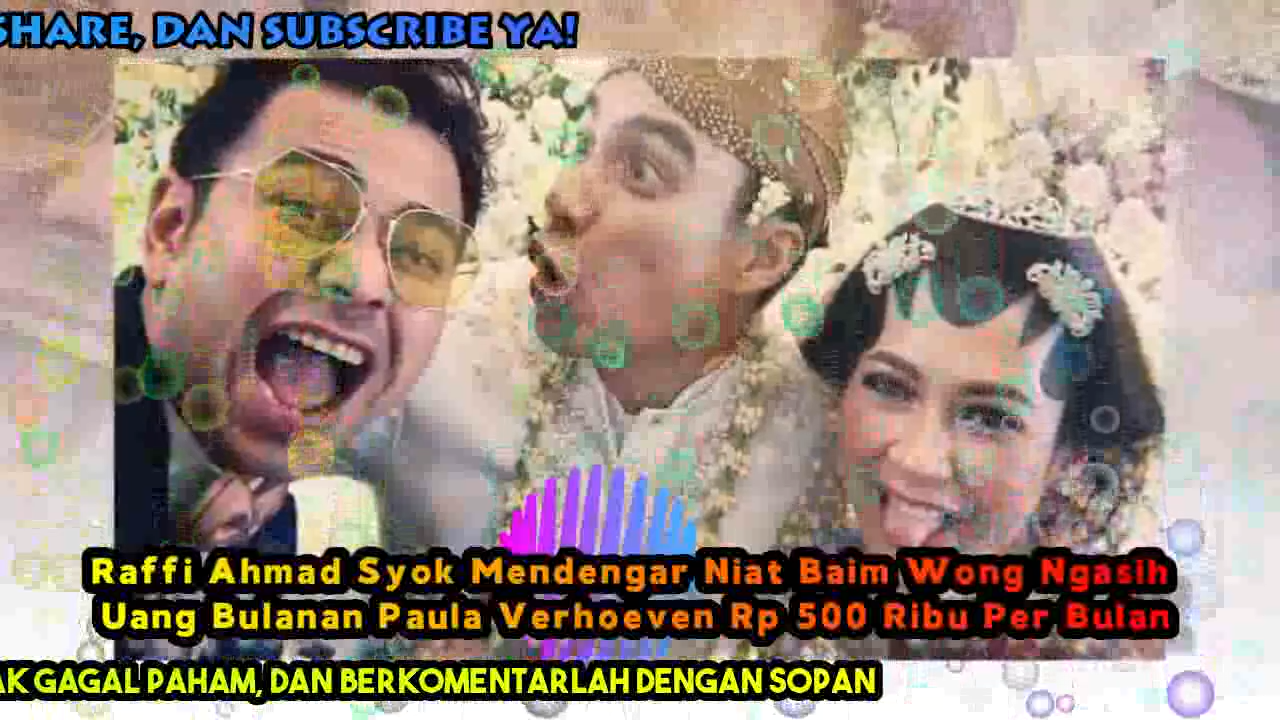 SHARE, DAN SUBSCRIBE YA!
Raffi Ahmad Syok Mendengar Niat Baim Wong Ngasih
Uang Bulanan Paula Verhoeven Rp 500 Ribu Per Bulan
AK GAGAL PAHAM, DAN BERKOMENTARLAH DENGAN SOPAN